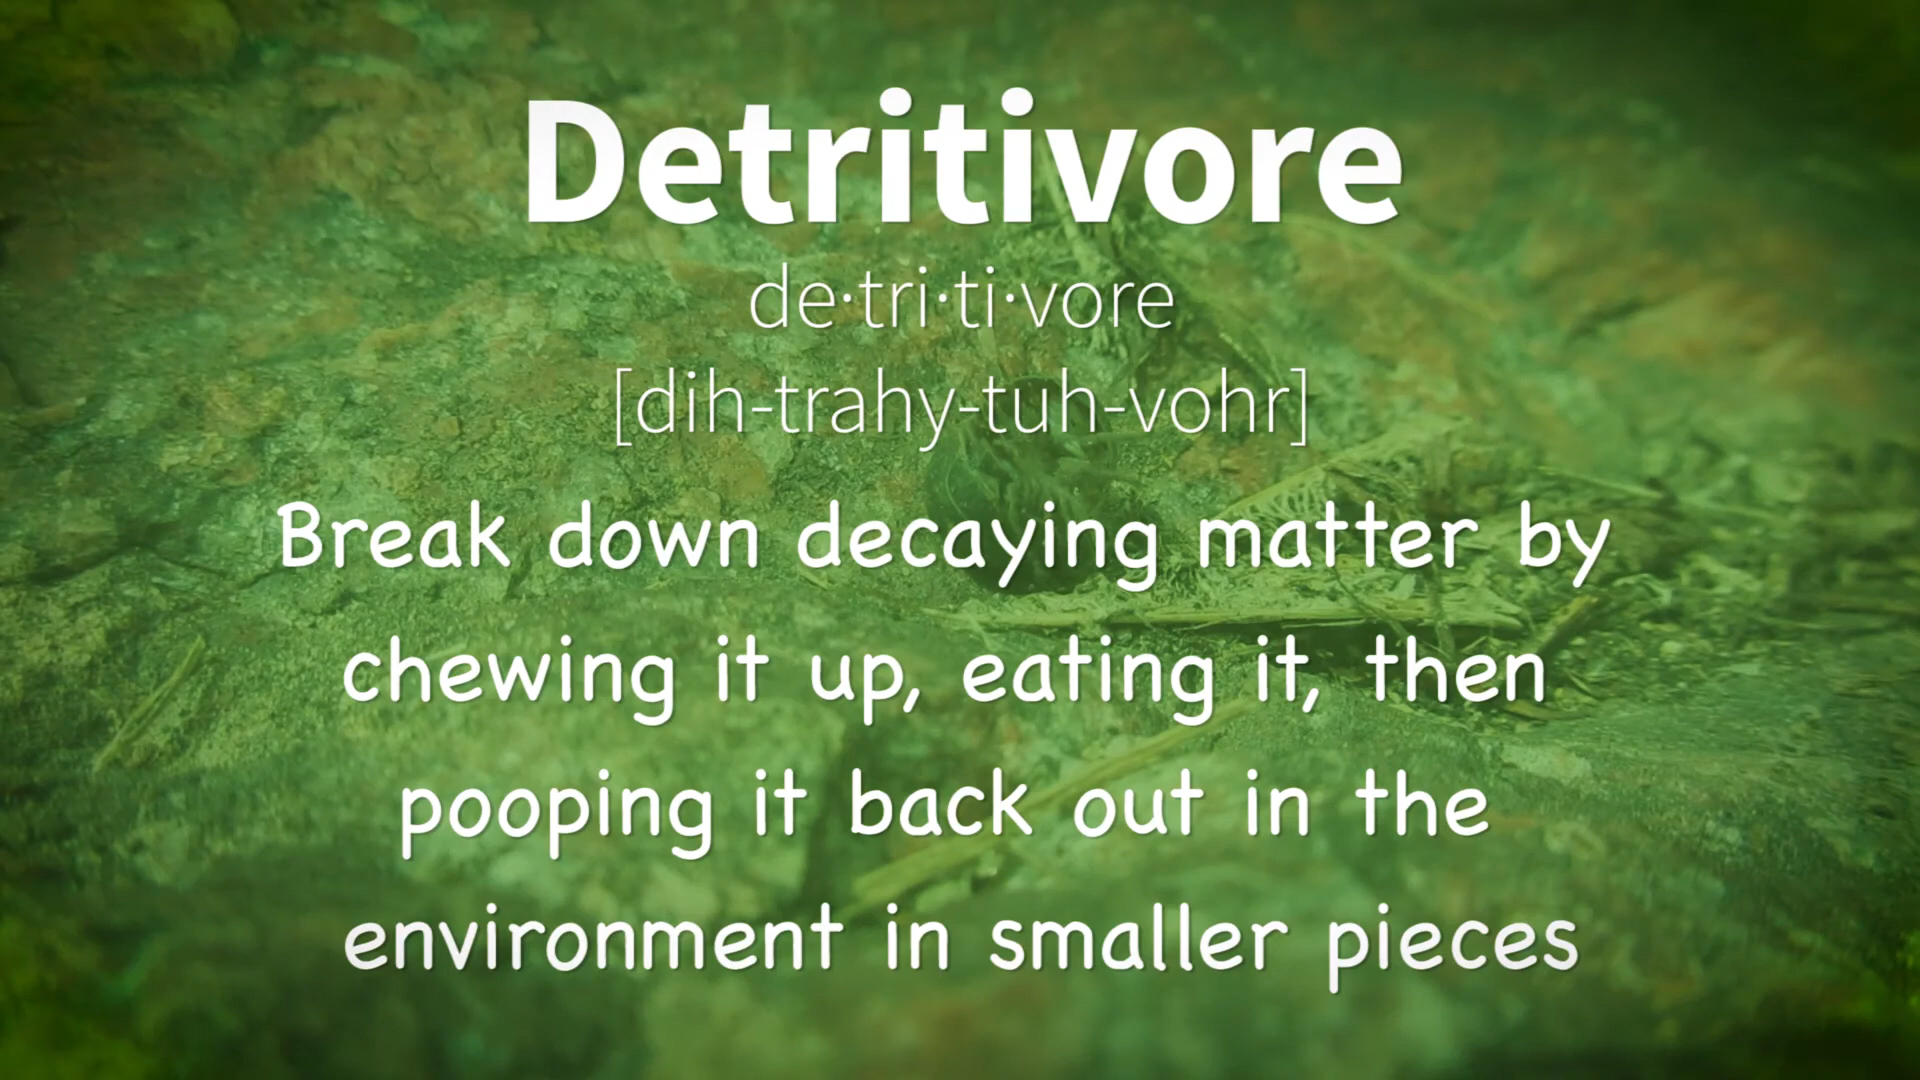 Detritivore
de·tri·ti·vore
[dih-trahy-tuh-vohr]
Break down decaying matter by
chewing it up, eating it, then
pooping it back out in the
environment in smaller pieces